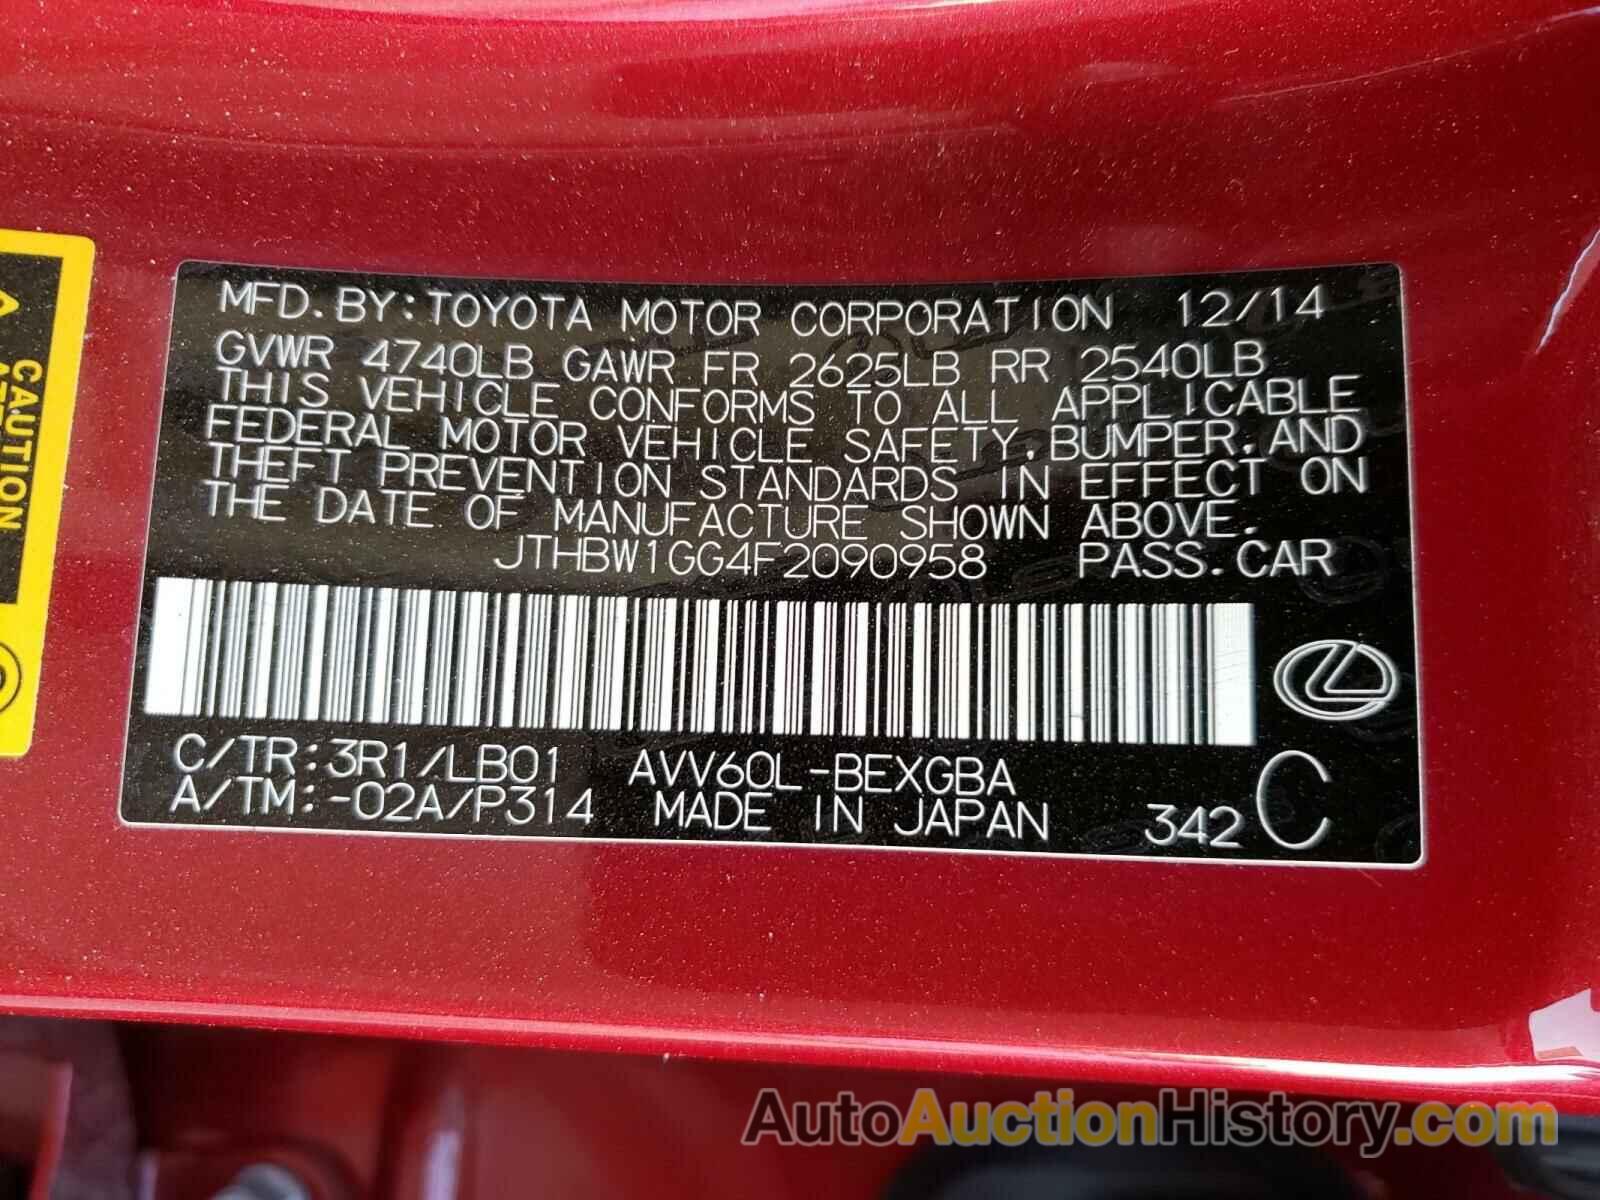 MFD. BY: TOYOTA MOTOR CORPORATION 12/14
GVWR 4740LB GAWR FR 2625LB RR 2540LB
THIS VEHICLE CONFORMS TO ALL APPLICABLE
FEDERAL MOTOR VEHICLE SAFETY, BUMPER, AND
THEFT PREVENTION STANDARDS IN EFFECT ON
THE DATE OF MANUFACTURE SHOWN ABOVE.
JTHBW1GG4F2090958 PASS. CAR
C/TR: 3R1/LB01 AVV60L-BEXGBA
A/TM: -02A/P314 MADE IN JAPAN 342 C
CAUTION
AutoAuctionHistory.com